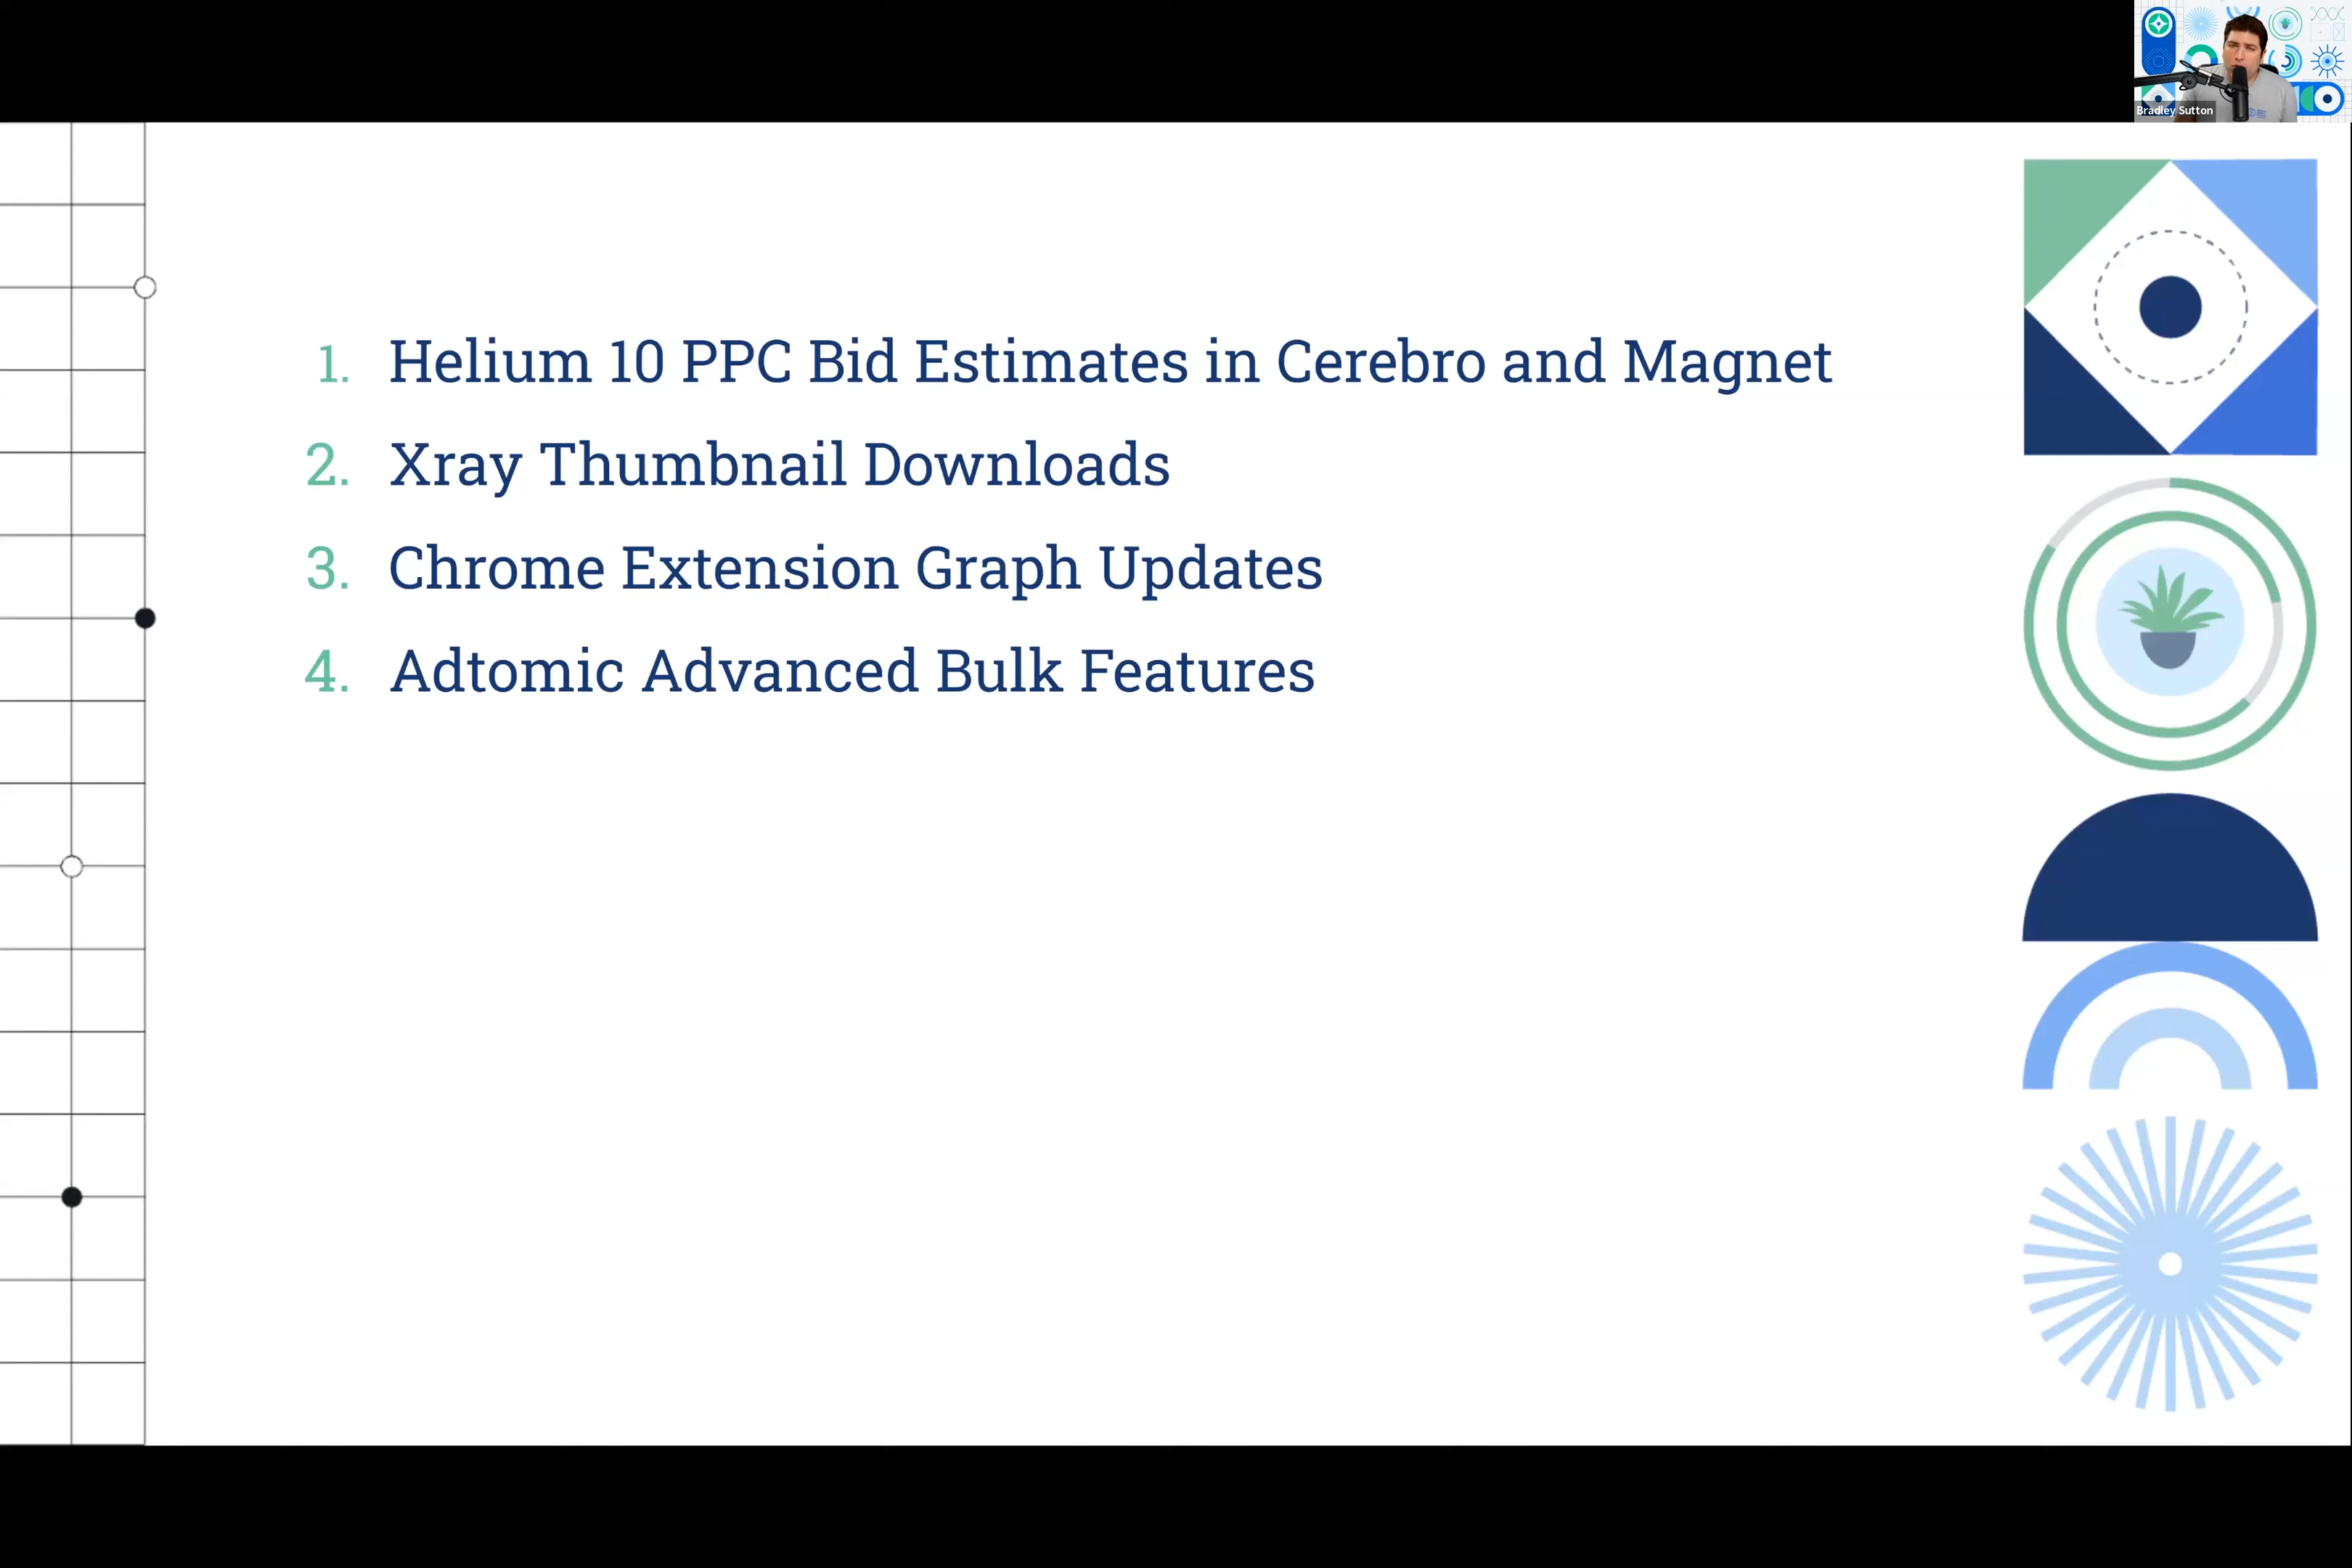 Bradley Sutton
1. Helium 10 PPC Bid Estimates in Cerebro and Magnet
2. Xray Thumbnail Downloads
3. Chrome Extension Graph Updates
4. Adtomic Advanced Bulk Features